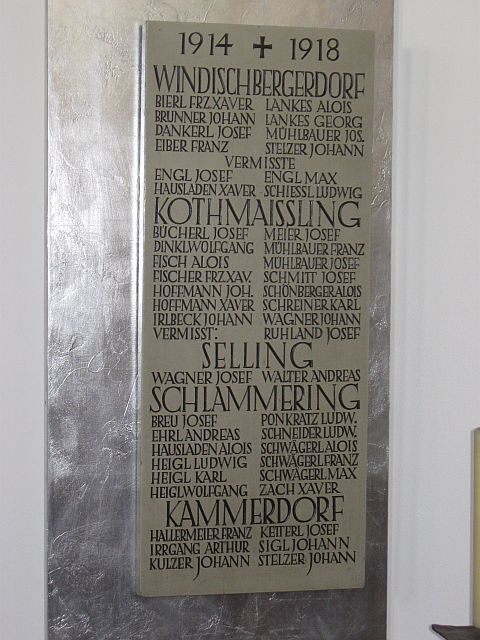 1914 ✚ 1918
WINDISCHBERGERDORF
BIERL FRZ.XAVER LANKES ALOIS
BRUNNER JOHANN LANKES GEORG
DANKERL JOSEF MÜHLBAUER JOS.
EIBER FRANZ STELZER JOHANN
VERMISSTE
ENGL JOSEF ENGL MAX
HAUSLADEN XAVER SCHIESSL LUDWIG
KOTHMAISSLING
BÜCHERL JOSEF MEIER JOSEF
DINKLWOLFGANG MÜHLBAUER FRANZ
FISCH ALOIS MÜHLBAUER JOSEF
FISCHER FRZ.XAV. SCHMITT JOSEF
HOFFMANN JOH. SCHÖNBERGER ALOIS
HOFFMANN XAVER SCHREINER KARL
IRLBECK JOHANN WAGNER JOHANN
VERMISST: RUHLAND JOSEF
SELLING
WAGNER JOSEF WALTER ANDREAS
SCHLAMMERING
BREU JOSEF PONKRATZ LUDW.
EHRL ANDREAS SCHNEIDER LUDW.
HAUSLADEN ALOIS SCHWÄGERL ALOIS
HEIGL LUDWIG SCHWÄGERL FRANZ
HEIGL KARL SCHWÄGERL MAX
HEIGL WOLFGANG ZACH XAVER
KAMMERDORF
HALLERMEIER FRANZ KETTERL JOSEF
IRRGANG ARTHUR SIGL JOHANN
KULZER JOHANN STELZER JOHANN